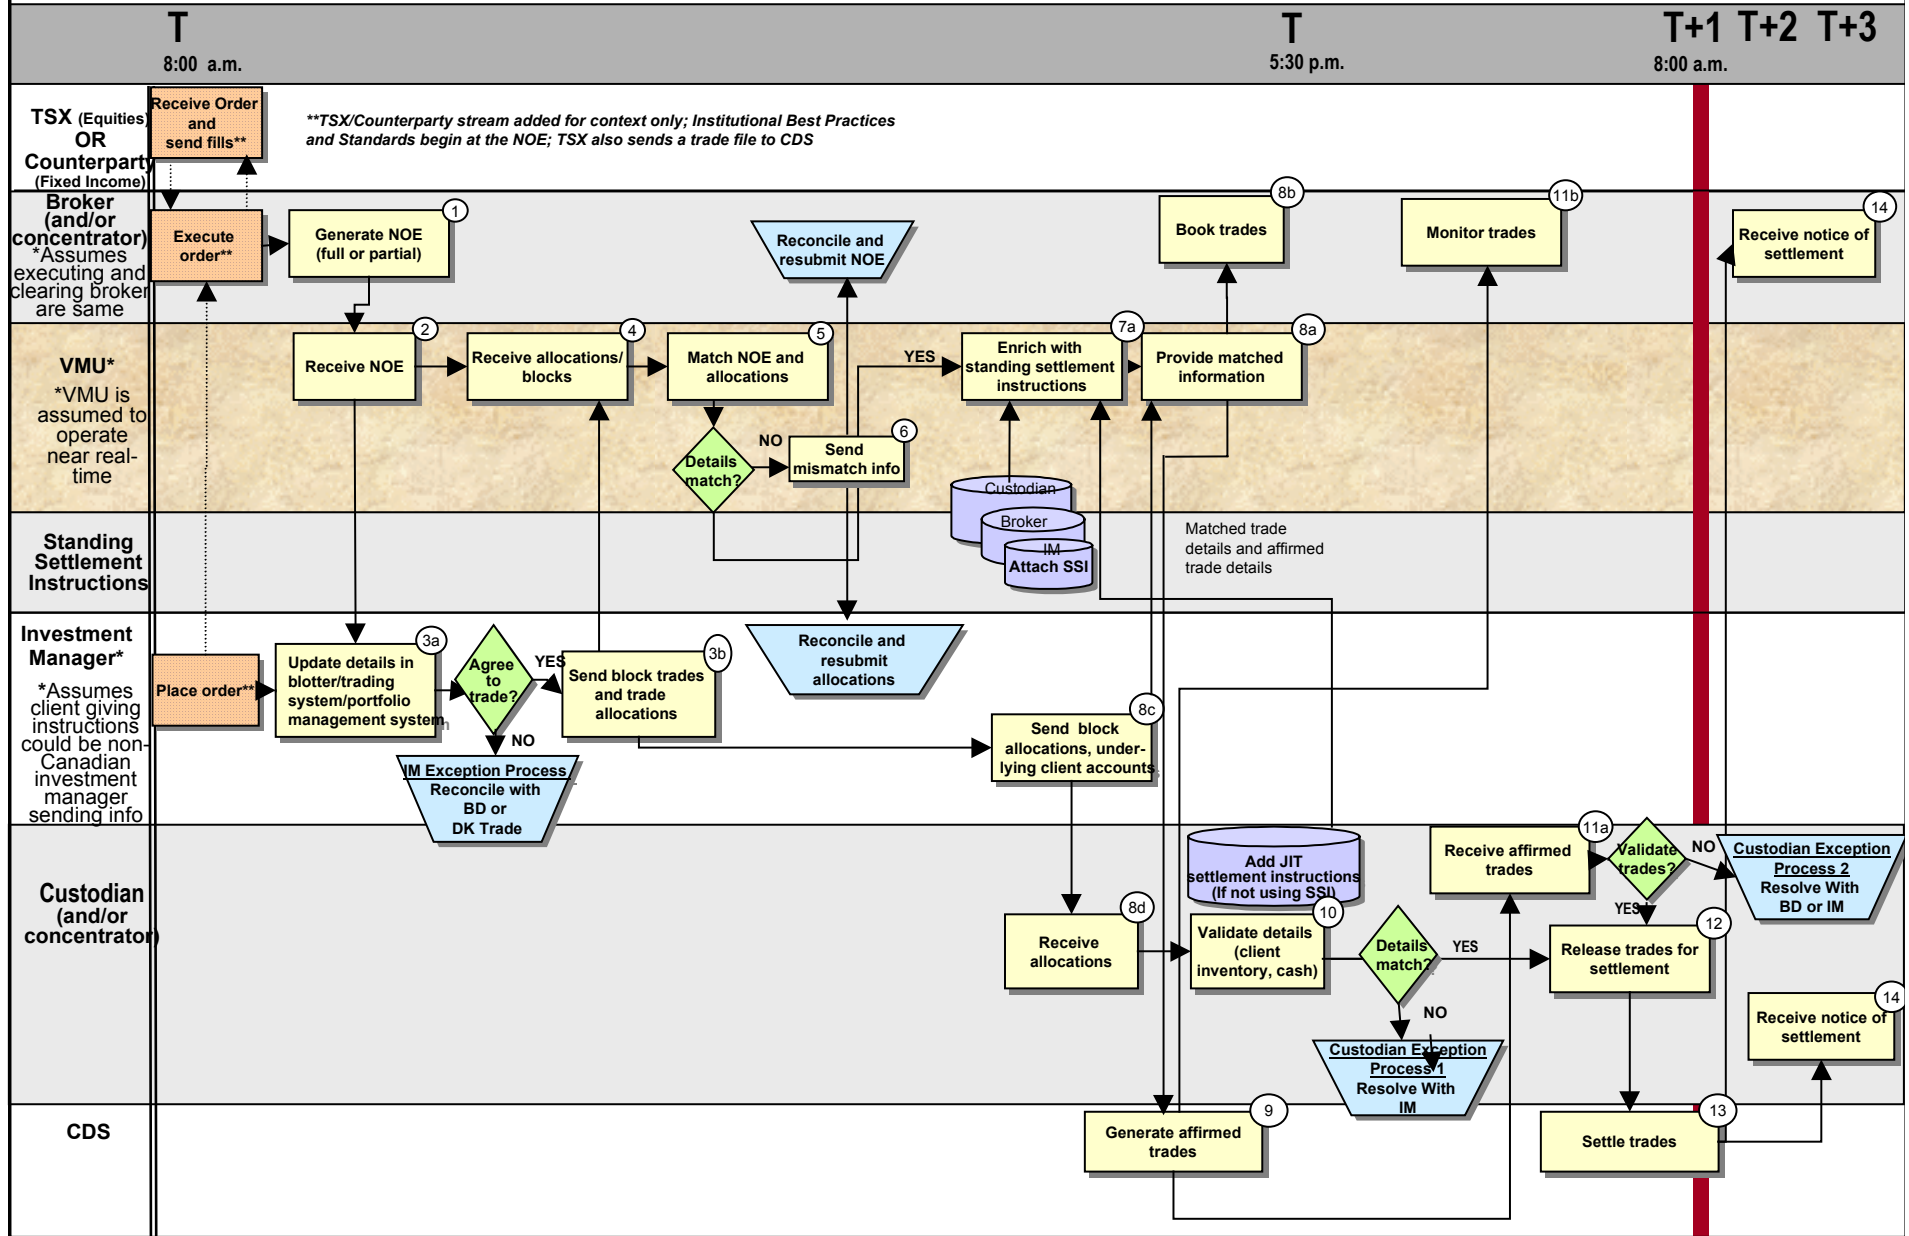 T
8:00 a.m.
T
5:30 p.m.
T+1 T+2 T+3
8:00 a.m.
TSX (Equities)
OR
Counterparty
(Fixed Income)
Receive Order
and
send fills**
**TSX/Counterparty stream added for context only; Institutional Best Practices
and Standards begin at the NOE; TSX also sends a trade file to CDS
Broker
(and/or
concentrator)
*Assumes
executing and
clearing broker
are same
Execute
order**
1
Generate NOE
(full or partial)
Reconcile and
resubmit NOE
8b
Book trades
11b
Monitor trades
14
Receive notice of
settlement
VMU*
*VMU is
assumed to
operate
near real-
time
2
Receive NOE
4
Receive allocations/
blocks
5
Match NOE and
allocations
Details
match?
NO
6
Send
mismatch info
YES
7a
Enrich with
standing settlement
instructions
8a
Provide matched
information
Custodian
Broker
IM
Attach SSI
Standing
Settlement
Instructions
Matched trade
details and affirmed
trade details
Investment
Manager*
*Assumes
client giving
instructions
could be non-
Canadian
investment
manager
sending info
Place order**
3a
Update details in
blotter/trading
system/portfolio
management system
Agree
to
trade?
YES
NO
3b
Send block trades
and trade
allocations
IM Exception Process
Reconcile with
BD or
DK Trade
Reconcile and
resubmit
allocations
8c
Send block
allocations, under-
lying client accounts
Custodian
(and/or
concentrator)
8d
Receive
allocations
Add JIT
settlement instructions
(If not using SSI)
10
Validate details
(client
inventory, cash)
Details
match?
YES
NO
Custodian Exception
Process 1
Resolve With
IM
11a
Receive affirmed
trades
Validate
trades?
NO
YES
Custodian Exception
Process 2
Resolve With
BD or IM
12
Release trades for
settlement
14
Receive notice of
settlement
CDS
9
Generate affirmed
trades
13
Settle trades